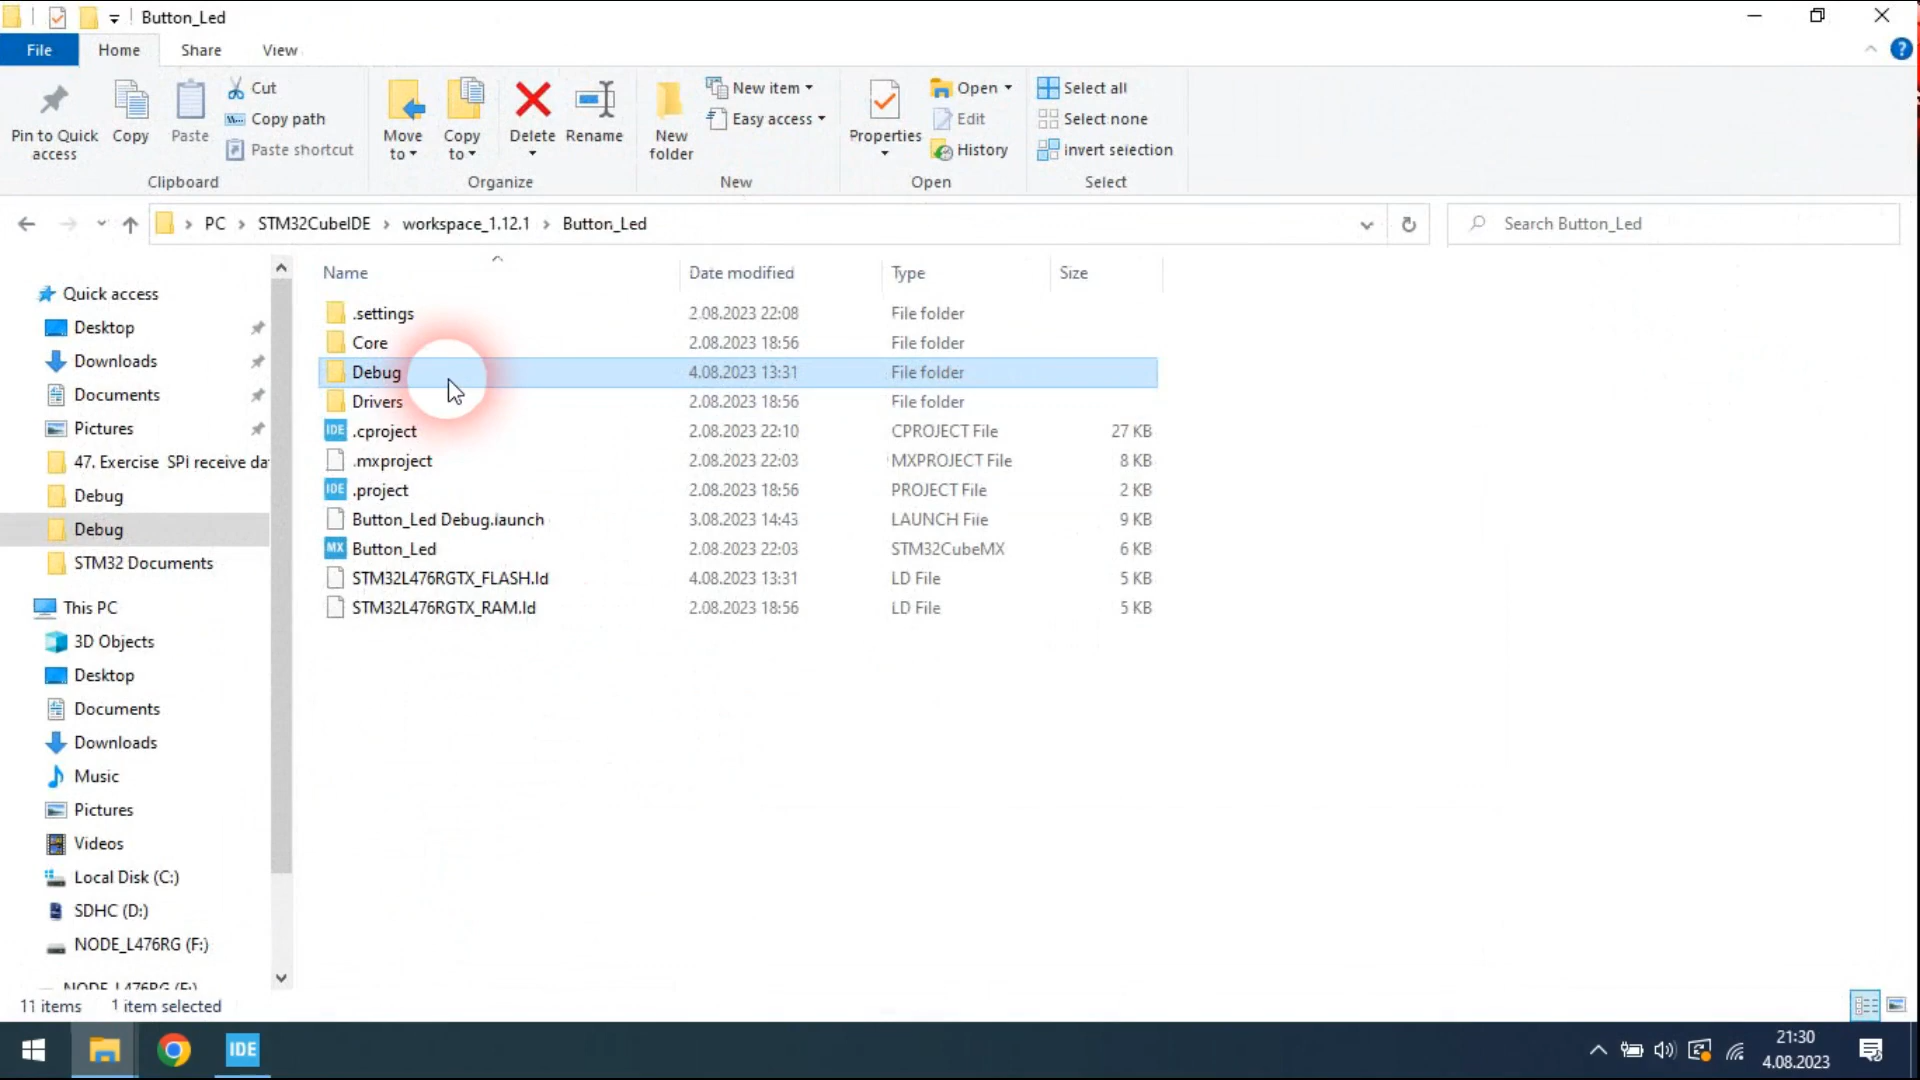 Button_Led
File Home Share View
Pin to Quick access
Copy
Paste
Cut
Copy path
Paste shortcut
Clipboard
Move to
Copy to
Delete
Rename
Organize
New folder
New item
Easy access
New
Properties
Open
Edit
History
Open
Select all
Select none
Invert selection
Select
PC STM32CubeIDE workspace_1.12.1 Button_Led
Search Button_Led
Quick access
Desktop
Downloads
Documents
Pictures
47. Exercise SPI receive da
Debug
Debug
STM32 Documents
This PC
3D Objects
Desktop
Documents
Downloads
Music
Pictures
Videos
Local Disk (C:)
SDHC (D:)
NODE_L476RG (F:)
NODE_L476RG (F:)
Name Date modified Type Size
.settings 2.08.2023 22:08 File folder
Core 2.08.2023 18:56 File folder
Debug 4.08.2023 13:31 File folder
Drivers 2.08.2023 18:56 File folder
IDE .cproject 2.08.2023 22:10 CPROJECT File 27 KB
.mxproject 2.08.2023 22:03 MXPROJECT File 8 KB
IDE .project 2.08.2023 18:56 PROJECT File 2 KB
Button_Led Debug.launch 3.08.2023 14:43 LAUNCH File 9 KB
MX Button_Led 2.08.2023 22:03 STM32CubeMX 6 KB
STM32L476RGTX_FLASH.ld 4.08.2023 13:31 LD File 5 KB
STM32L476RGTX_RAM.ld 2.08.2023 18:56 LD File 5 KB
11 items 1 item selected
IDE
21:30
4.08.2023